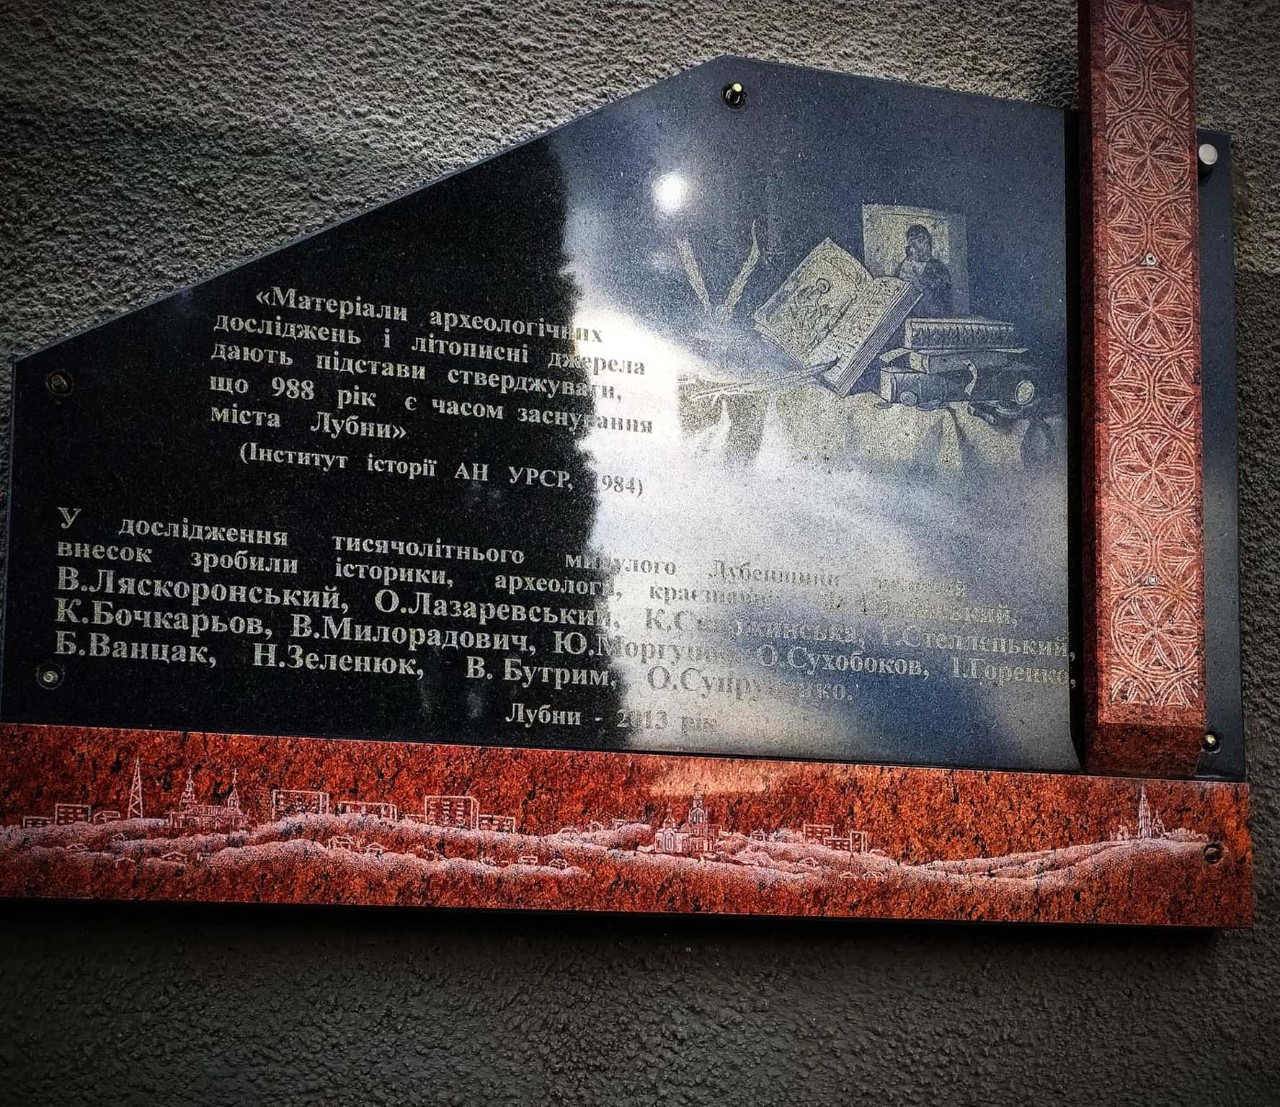 «Матеріали археологічних
досліджень і літописні джерела
дають підстави стверджувати,
що 988 рік є часом заснування
міста Лубни»
(Інститут історії АН УРСР, 1984)
У дослідження тисячолітнього минулого Лубенщини
внесок зробили історики, археологи, краєзнавці
В.Ляскоронський, О.Лазаревський,
К.Бочкарьов, В.Милорадович, Ю.Моргунов, О.Сухобоков, І.Горенко,
Б.Ванцак, Н.Зеленюк, В. Бутрим, О.Супруненко.
Лубни - 2013 рік